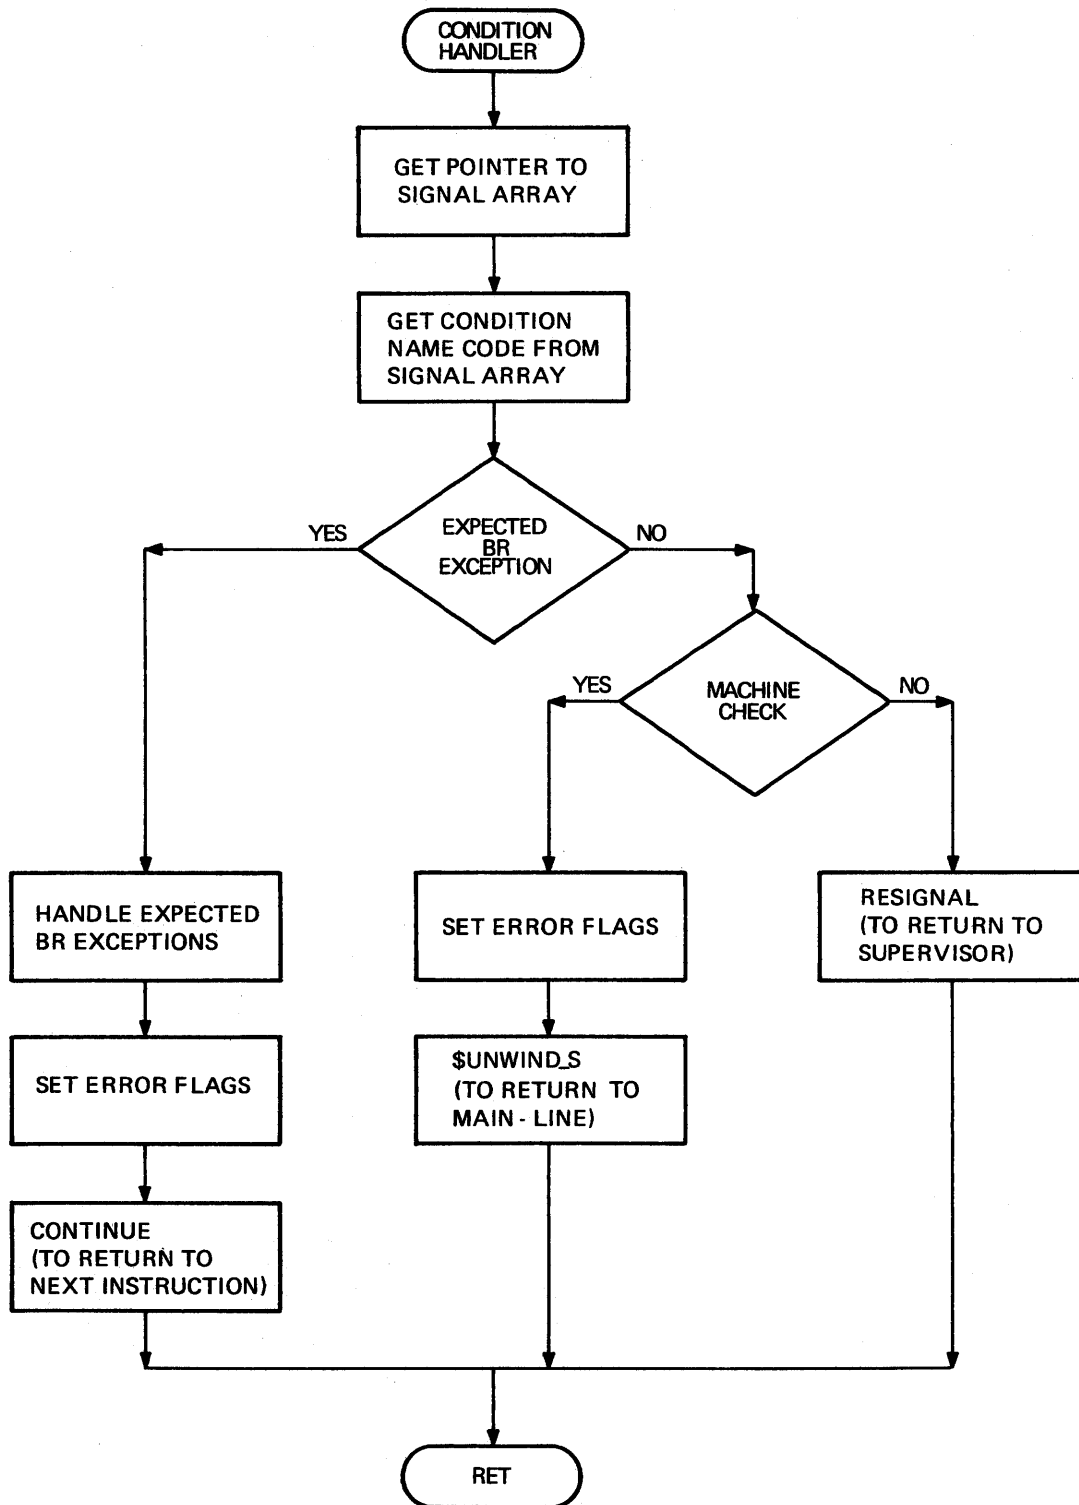 CONDITION
HANDLER
GET POINTER TO
SIGNAL ARRAY
GET CONDITION
NAME CODE FROM
SIGNAL ARRAY
YES
EXPECTED
BR
EXCEPTION
NO
YES
MACHINE
CHECK
NO
HANDLE EXPECTED
BR EXCEPTIONS
SET ERROR FLAGS
RESIGNAL
(TO RETURN TO
SUPERVISOR)
SET ERROR FLAGS
$UNWIND_S
(TO RETURN TO
MAIN - LINE)
CONTINUE
(TO RETURN TO
NEXT INSTRUCTION)
RET